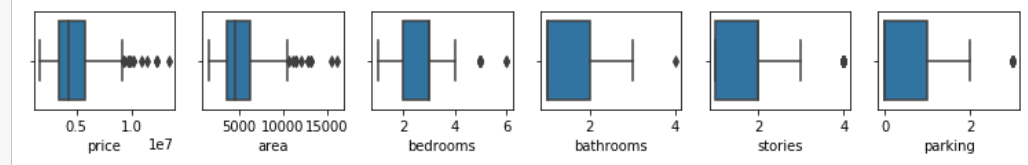 0.5 1.0
price 1e7
5000 10000 15000
area
2 4 6
bedrooms
2 4
bathrooms
2 4
stories
0 2
parking